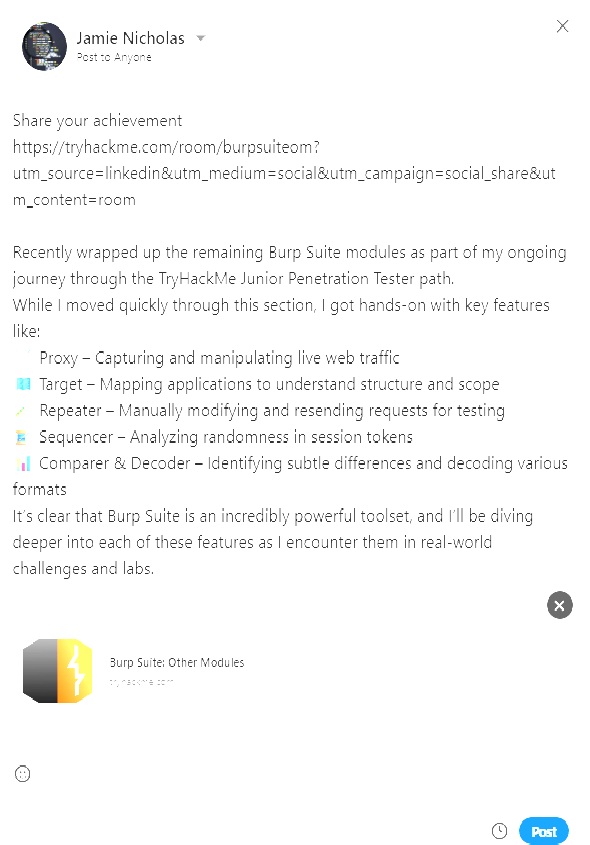 Jamie Nicholas
Post to Anyone
Share your achievement
https://tryhackme.com/room/burpsuiteom?
utm_source=linkedin&utm_medium=social&utm_campaign=social_share&ut
m_content=room
Recently wrapped up the remaining Burp Suite modules as part of my ongoing
journey through the TryHackMe Junior Penetration Tester path.
While I moved quickly through this section, I got hands-on with key features
like:
Proxy – Capturing and manipulating live web traffic
Target – Mapping applications to understand structure and scope
Repeater – Manually modifying and resending requests for testing
Sequencer – Analyzing randomness in session tokens
Comparer & Decoder – Identifying subtle differences and decoding various
formats
It's clear that Burp Suite is an incredibly powerful toolset, and I'll be diving
deeper into each of these features as I encounter them in real-world
challenges and labs.
Burp Suite: Other Modules
tryhackme.com
Post